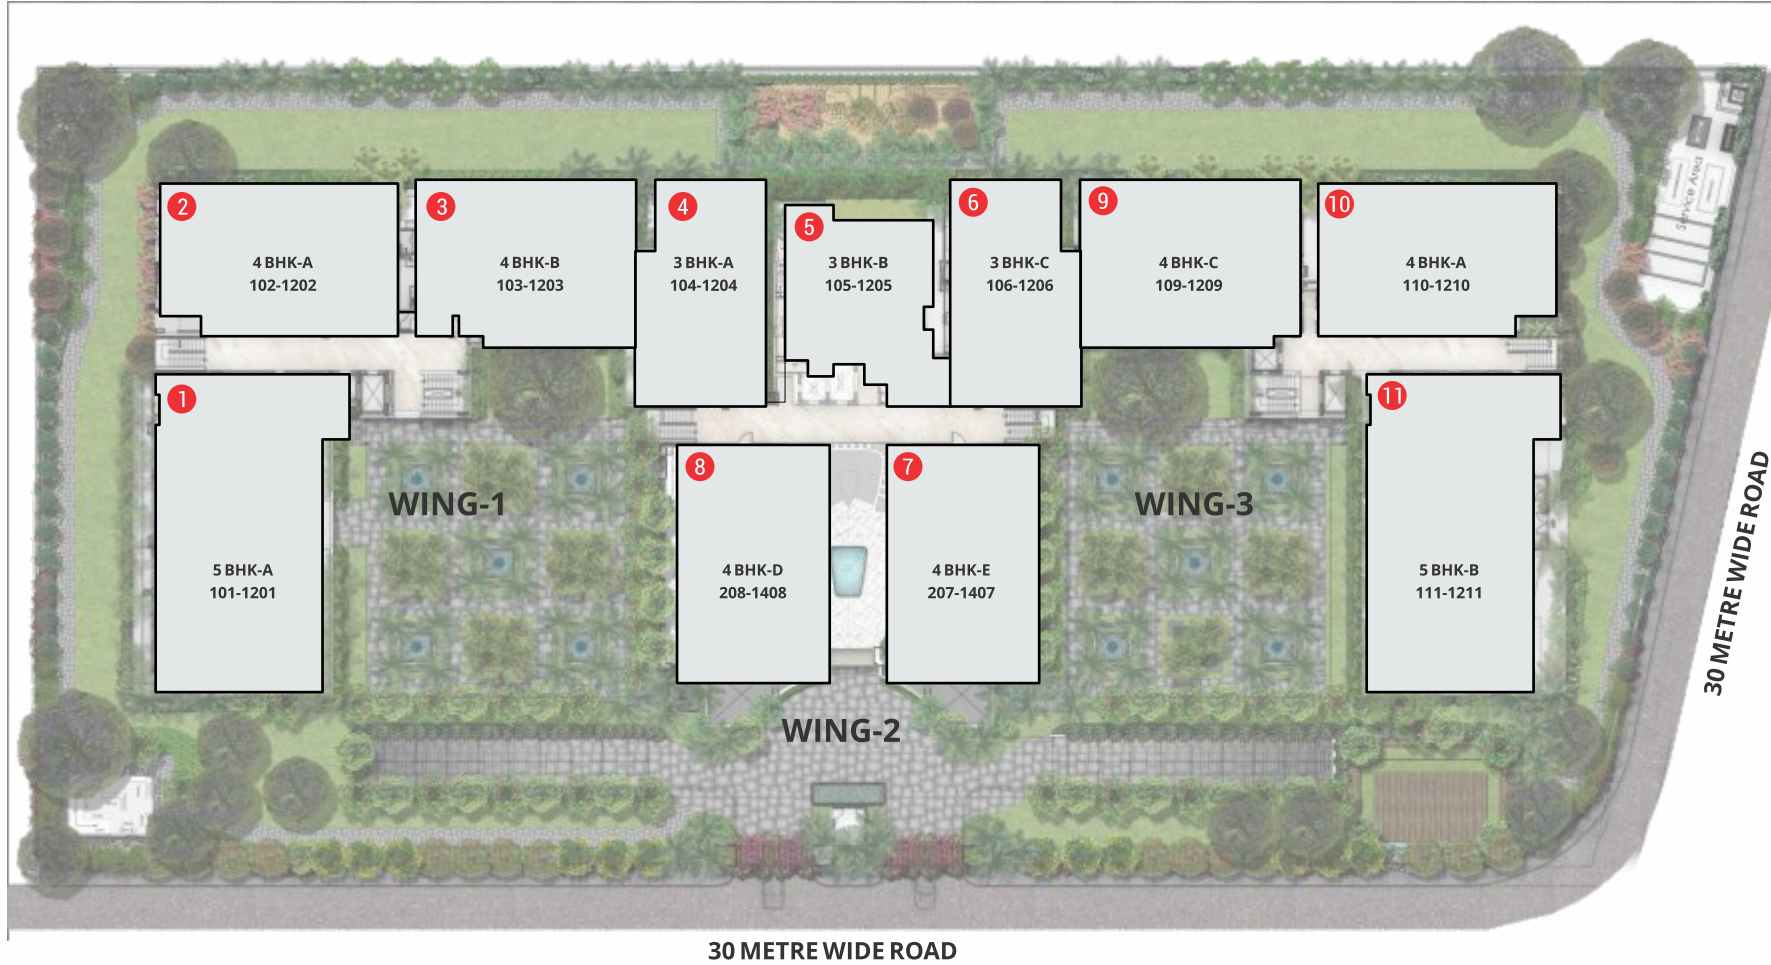 Service Area
2
4 BHK-A
102-1202
3
4 BHK-B
103-1203
4
3 BHK-A
104-1204
5
3 BHK-B
105-1205
6
3 BHK-C
106-1206
9
4 BHK-C
109-1209
10
4 BHK-A
110-1210
1
5 BHK-A
101-1201
WING-1
8
4 BHK-D
208-1408
7
4 BHK-E
207-1407
WING-3
11
5 BHK-B
111-1211
30 METRE WIDE ROAD
WING-2
30 METRE WIDE ROAD